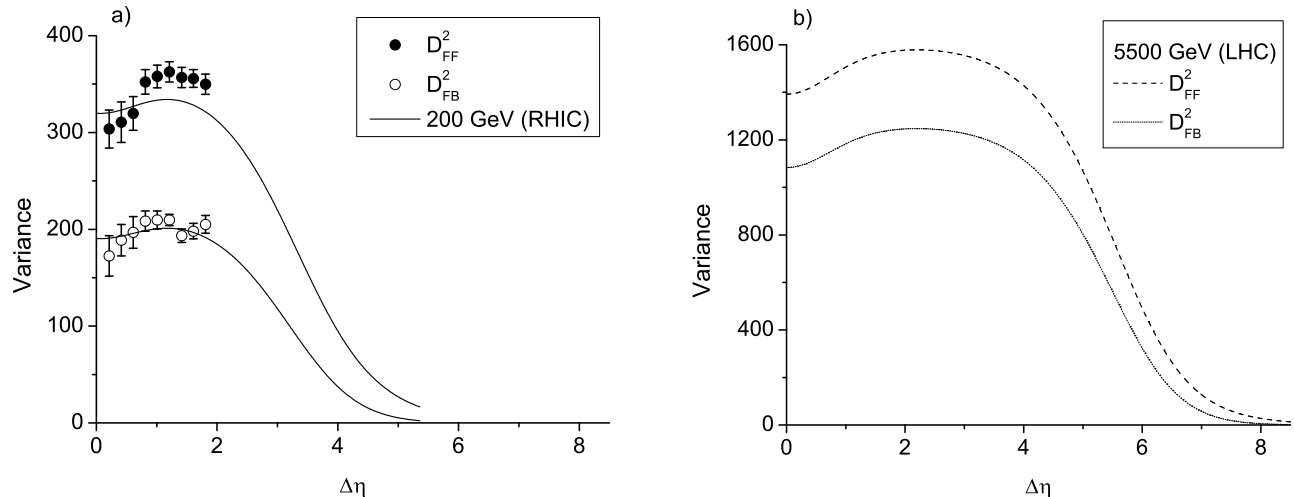 a)
400
300
200
100
0
Variance
0 2 4 6 8
Δη
D²FF
D²FB
200 GeV (RHIC)
b)
1600
1200
800
400
0
Variance
0 2 4 6 8
Δη
5500 GeV (LHC)
D²FF
D²FB